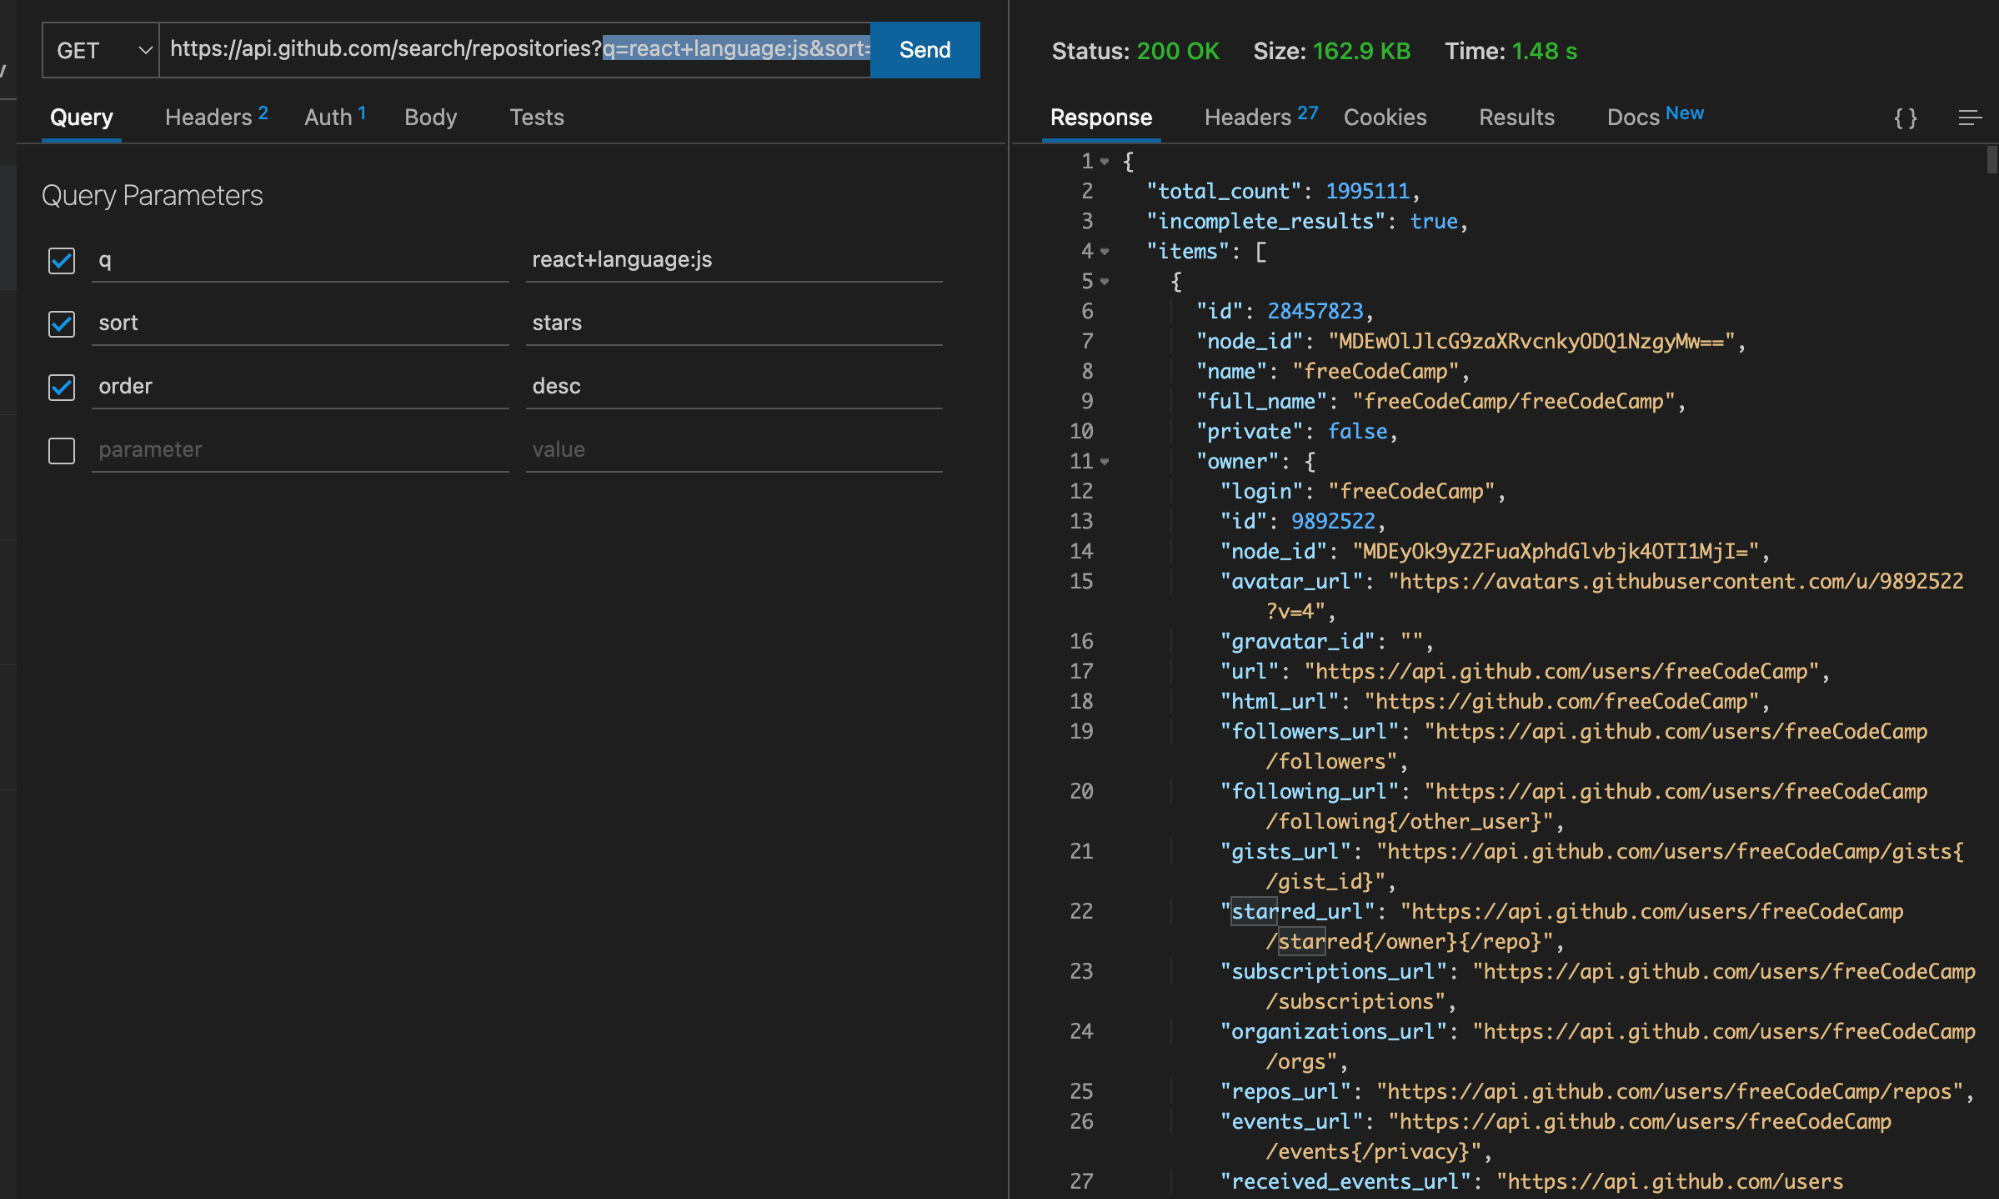 GET
https://api.github.com/search/repositories?q=react+language:js&sort=
Send
Query
Headers 2
Auth 1
Body
Tests
Query Parameters
q
react+language:js
sort
stars
order
desc
parameter
value
Status: 200 OK
Size: 162.9 KB
Time: 1.48 s
Response
Headers 27
Cookies
Results
Docs New
{ }
1 {
2 "total_count": 1995111,
3 "incomplete_results": true,
4 "items": [
5 {
6 "id": 28457823,
7 "node_id": "MDEwOlJlcG9zaXRvcnkyODQ1NzgyMw==",
8 "name": "freeCodeCamp",
9 "full_name": "freeCodeCamp/freeCodeCamp",
10 "private": false,
11 "owner": {
12 "login": "freeCodeCamp",
13 "id": 9892522,
14 "node_id": "MDEyOk9yZ2FuaXphdGlvbjk4OTI1MjI=",
15 "avatar_url": "https://avatars.githubusercontent.com/u/9892522
?v=4",
16 "gravatar_id": "",
17 "url": "https://api.github.com/users/freeCodeCamp",
18 "html_url": "https://github.com/freeCodeCamp",
19 "followers_url": "https://api.github.com/users/freeCodeCamp
/followers",
20 "following_url": "https://api.github.com/users/freeCodeCamp
/following{/other_user}",
21 "gists_url": "https://api.github.com/users/freeCodeCamp/gists{
/gist_id}",
22 "starred_url": "https://api.github.com/users/freeCodeCamp
/starred{/owner}{/repo}",
23 "subscriptions_url": "https://api.github.com/users/freeCodeCamp
/subscriptions",
24 "organizations_url": "https://api.github.com/users/freeCodeCamp
/orgs",
25 "repos_url": "https://api.github.com/users/freeCodeCamp/repos",
26 "events_url": "https://api.github.com/users/freeCodeCamp
/events{/privacy}",
27 "received_events_url": "https://api.github.com/users